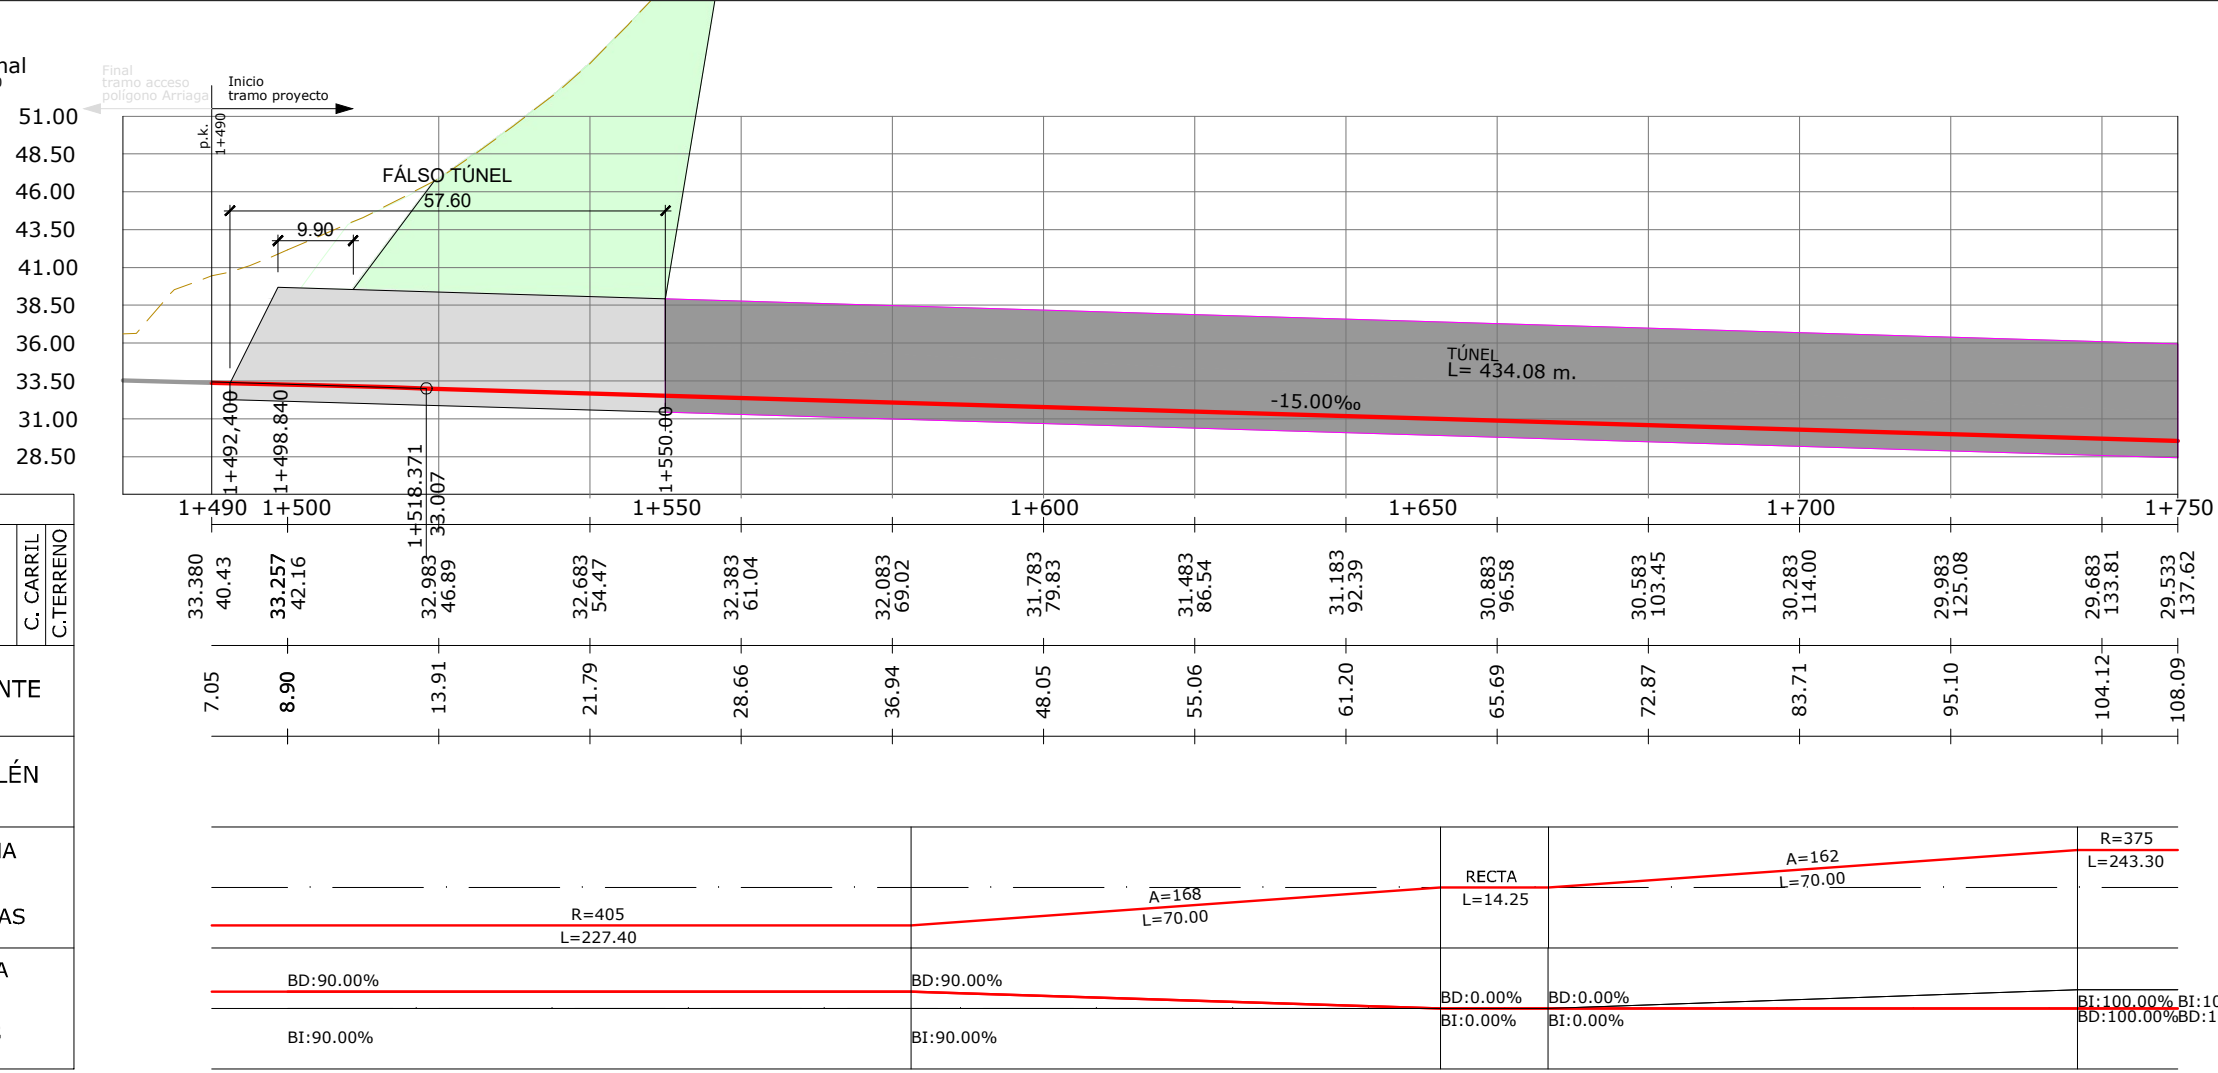 nal
Final
tramo acceso
polígono Arriaga
Inicio
tramo proyecto
p.k.
1+490
51.00
48.50
46.00
43.50
41.00
38.50
36.00
33.50
31.00
28.50
FÁLSO TÚNEL
57.60
9.90
TÚNEL
L= 434.08 m.
-15.00‰
1+492,400
1+498.840
1+518.371
33.007
1+550.00
1+490 1+500 1+550 1+600 1+650 1+700 1+750
C. CARRIL
C.TERRENO
33.380
40.43
33.257
42.16
32.983
46.89
32.683
54.47
32.383
61.04
32.083
69.02
31.783
79.83
31.483
86.54
31.183
92.39
30.883
96.58
30.583
103.45
30.283
114.00
29.983
125.08
29.683
133.81
29.533
137.62
NTE
7.05
8.90
13.91
21.79
28.66
36.94
48.05
55.06
61.20
65.69
72.87
83.71
95.10
104.12
108.09
LÉN
AS
R=405
L=227.40
A=168
L=70.00
RECTA
L=14.25
A=162
L=70.00
R=375
L=243.30
A
BD:90.00% BD:90.00% BD:0.00% BD:0.00%
BI:0.00% BI:0.00%
BI:100.00% BI:10
BD:100.00% BD:1
BI:90.00% BI:90.00%